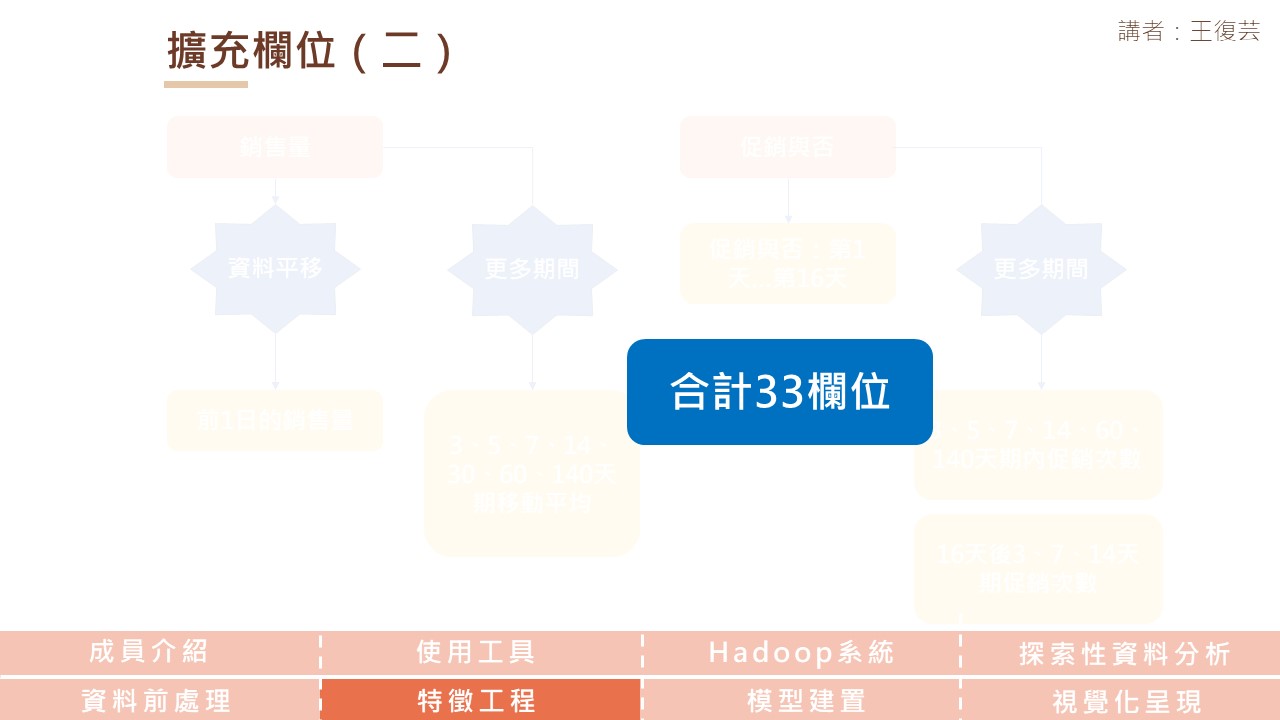 擴充欄位（二）
講者：王復芸
銷售量
促銷與否
資料平移
更多期間
促銷與否：第1
天...第16天
更多期間
合計33欄位
前1日的銷售量
3、5、7、14、
30、60、140天
期移動平均
、5、7、14、60、
140天期內促銷次數
16天後3、7、14天
期促銷次數
成員介紹
使用工具
Hadoop系統
探索性資料分析
資料前處理
特徵工程
模型建置
視覺化呈現